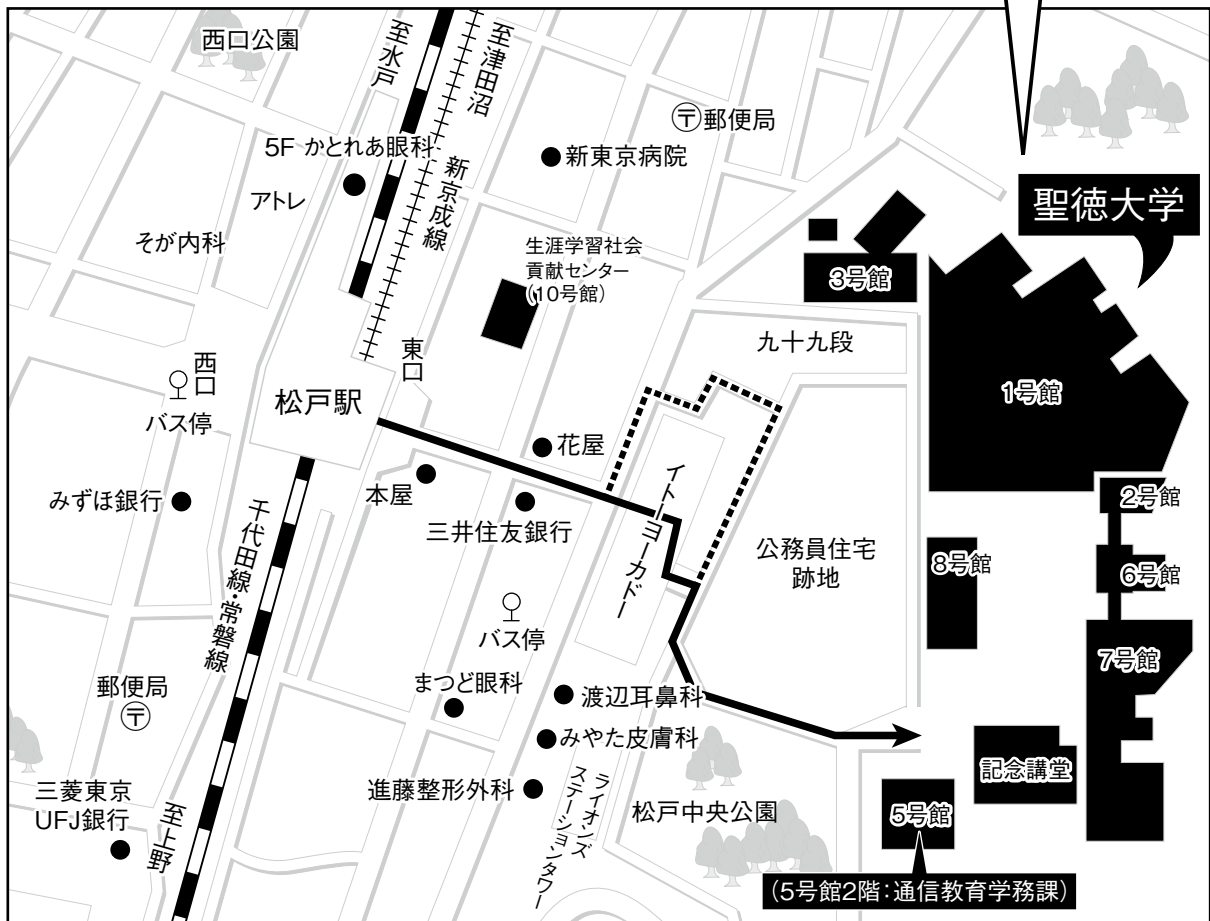 西口公園
至水戸
至津田沼
〒郵便局
5F かとれあ眼科
新東京病院
アトレ
新京成線
聖徳大学
そが内科
生涯学習社会
貢献センター
(10号館)
3号館
九十九段
東口
西口
1号館
バス停
松戸駅
花屋
イトーヨーカドー
みずほ銀行
本屋
三井住友銀行
2号館
千代田線・常磐線
公務員住宅
跡地
8号館
6号館
バス停
7号館
郵便局
〒
まつど眼科
渡辺耳鼻科
みやた皮膚科
記念講堂
三菱東京
UFJ銀行
至上野
進藤整形外科
ライオンズ
ステーションタワー
松戸中央公園
5号館
(5号館2階:通信教育学務課)